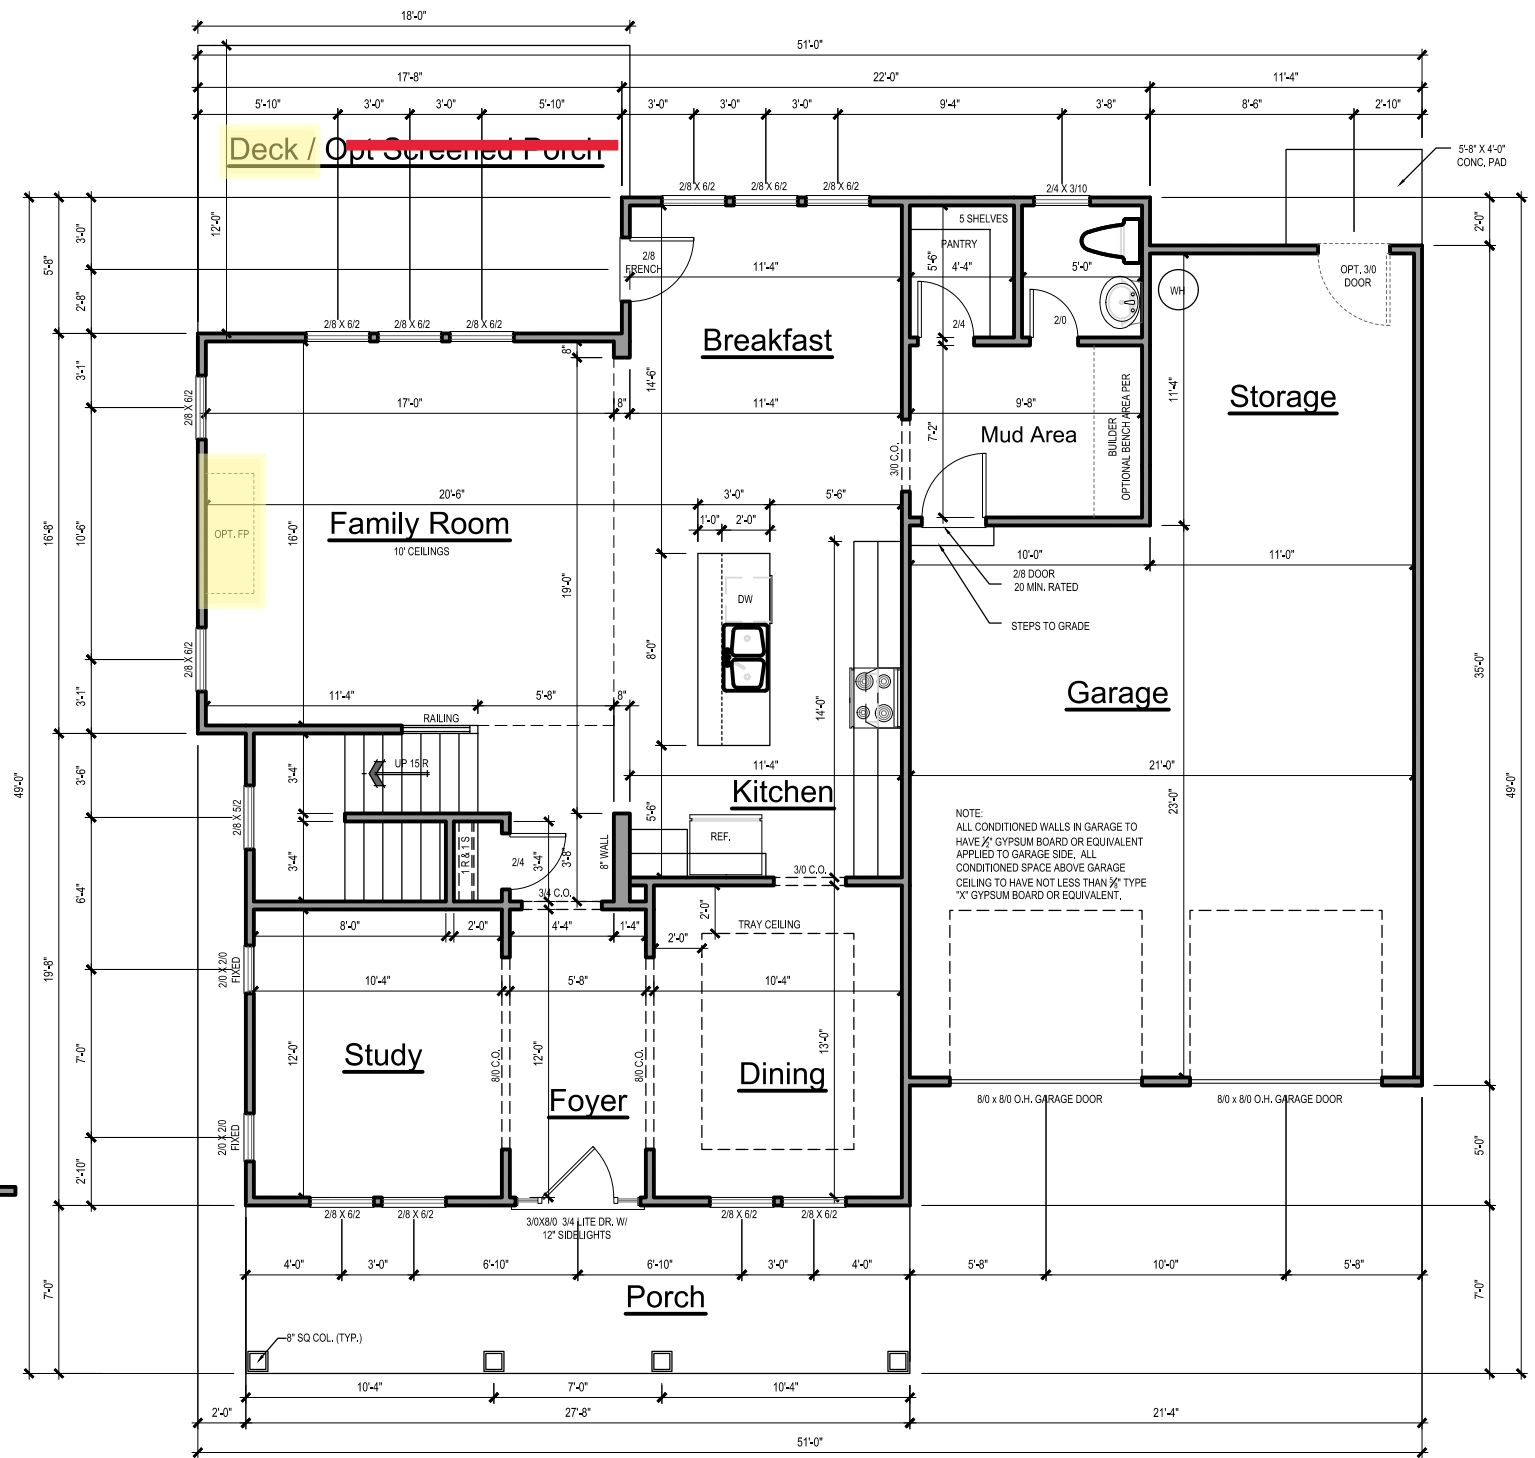 18'-0"
51'-0"
17'-8"
22'-0"
11'-4"
5'-10"
3'-0"
3'-0"
5'-10"
3'-0"
3'-0"
3'-0"
9'-4"
3'-8"
8'-6"
2'-10"
Deck / Opt Screened Porch
5'-8" X 4'-0"
CONC. PAD
2/8 X 6/2
2/8 X 6/2
2/8 X 6/2
2/4 X 3/10
12'-0"
3'-0"
5'-8"
2'-8"
2'-0"
5 SHELVES
PANTRY
4'-4"
5'-6"
5'-0"
2/8
FRENCH
11'-4"
WH
OPT. 3/0
DOOR
2/4
2/0
2/8 X 6/2
2/8 X 6/2
2/8 X 6/2
Breakfast
8"
14'-6"
3'-1"
2/8 X 6/2
17'-0"
8"
11'-4"
9'-8"
7'-2"
Mud Area
BUILDER
OPTIONAL BENCH AREA PER
11'-4"
Storage
3/0 C.O.
20'-6"
3'-0"
5'-6"
1'-0"
2'-0"
16'-8"
10'-6"
OPT. FP
16'-0"
Family Room
10' CEILINGS
19'-0"
10'-0"
11'-0"
2/8 DOOR
20 MIN. RATED
STEPS TO GRADE
DW
8'-0"
14'-0"
2/8 X 6/2
3'-1"
11'-4"
5'-8"
8"
Garage
35'-0"
RAILING
UP 15 R
3'-4"
3'-6"
49'-0"
49'-0"
11'-4"
Kitchen
21'-0"
23'-0"
2/8 X 5/2
5'-6"
REF.
NOTE:
ALL CONDITIONED WALLS IN GARAGE TO
HAVE ½" GYPSUM BOARD OR EQUIVALENT
APPLIED TO GARAGE SIDE. ALL
CONDITIONED SPACE ABOVE GARAGE
CEILING TO HAVE NOT LESS THAN ⅝" TYPE
"X" GYPSUM BOARD OR EQUIVALENT.
3'-4"
1 R & 1 S
2/4
3'-4"
3'-8"
8" WALL
3/0 C.O.
3/4 C.O.
6'-4"
8'-0"
2'-0"
4'-4"
1'-4"
2'-0"
2'-0"
TRAY CEILING
19'-8"
2/0 X 2/0
FIXED
10'-4"
5'-8"
10'-4"
7'-0"
12'-0"
Study
8/0 C.O.
12'-0"
8/0 C.O.
13'-0"
Dining
Foyer
8/0 x 8/0 O.H. GARAGE DOOR
8/0 x 8/0 O.H. GARAGE DOOR
2/0 X 2/0
FIXED
2'-10"
5'-0"
2/8 X 6/2
2/8 X 6/2
3/0X8/0 3/4 LITE DR. W/
12" SIDELIGHTS
2/8 X 6/2
2/8 X 6/2
4'-0"
3'-0"
6'-10"
6'-10"
3'-0"
4'-0"
5'-8"
10'-0"
5'-8"
7'-0"
7'-0"
Porch
8" SQ COL. (TYP.)
10'-4"
7'-0"
10'-4"
2'-0"
27'-8"
21'-4"
51'-0"